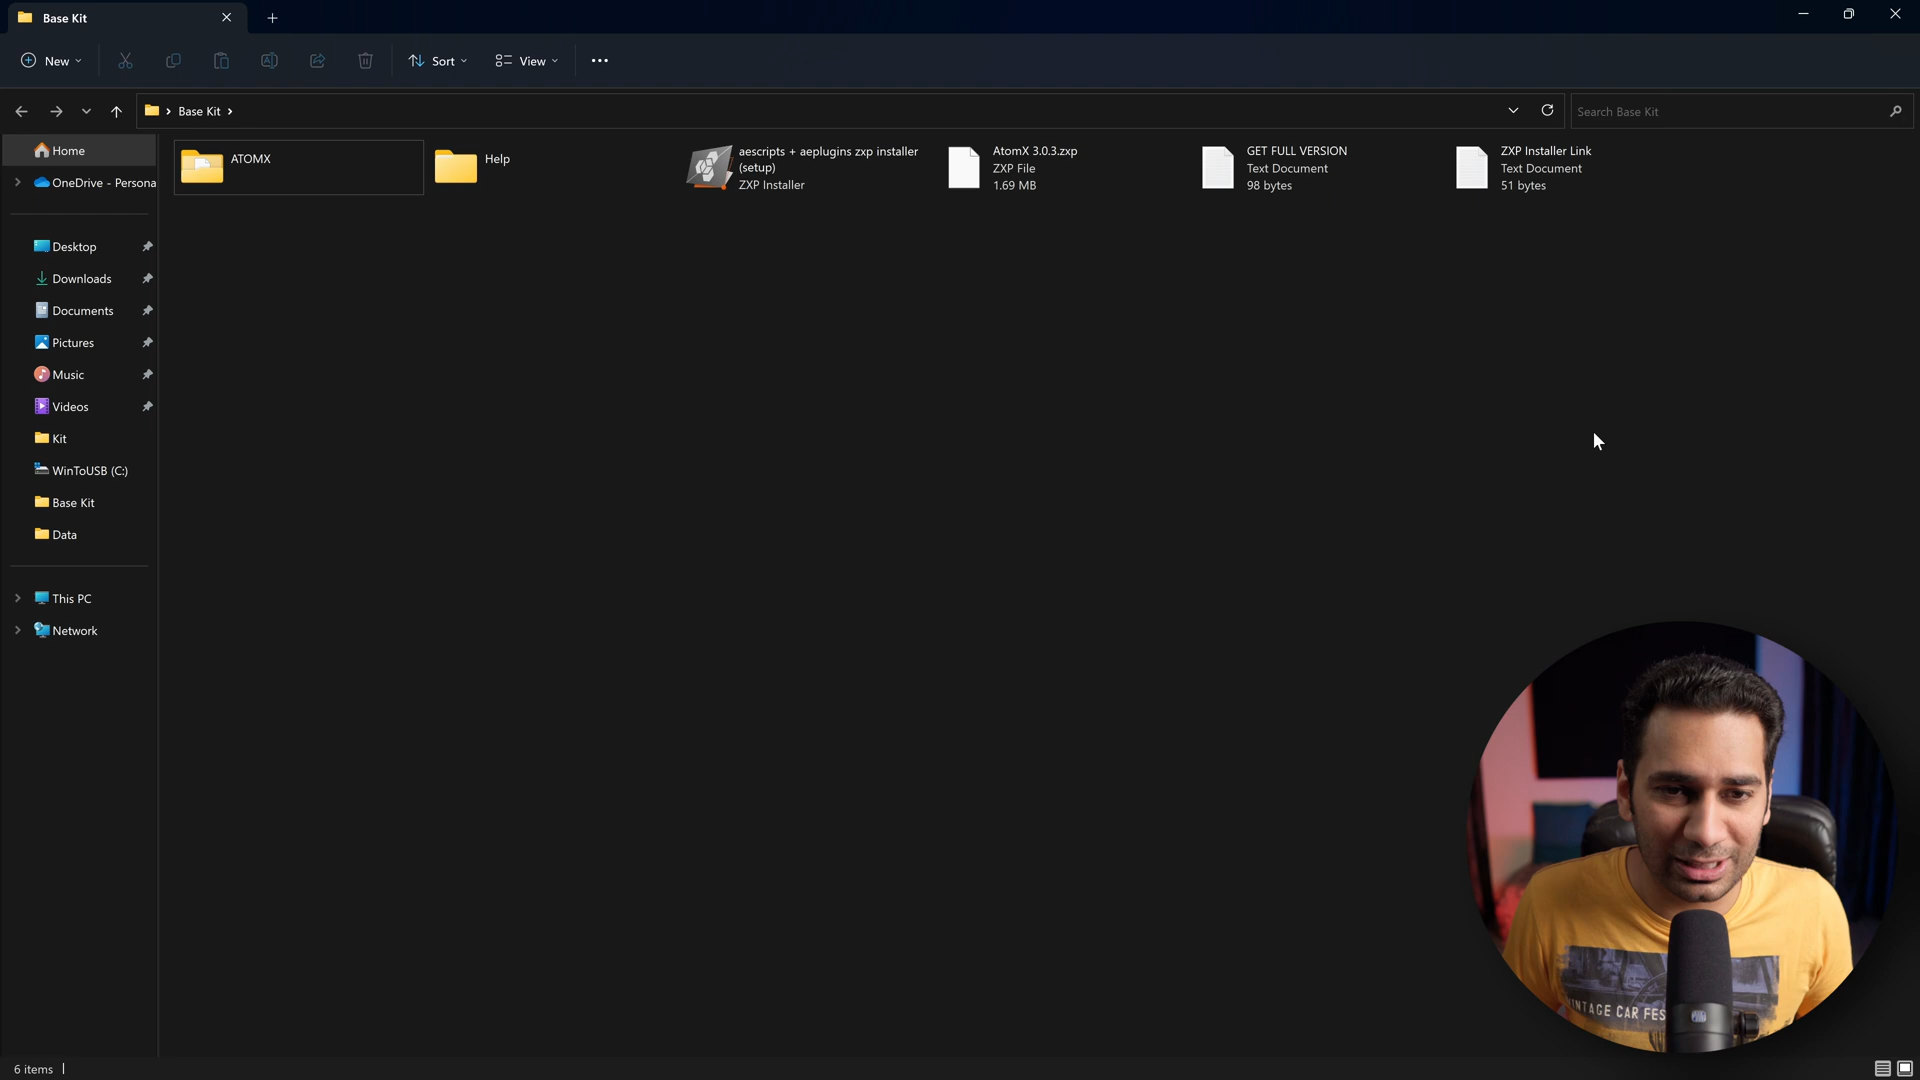 Base Kit
New
Sort
View
Base Kit
Search Base Kit
Home
OneDrive - Persona
Desktop
Downloads
Documents
Pictures
Music
Videos
Kit
WinToUSB (C:)
Base Kit
Data
This PC
Network
ATOMX
Help
aescripts + aeplugins zxp installer
(setup)
ZXP Installer
AtomX 3.0.3.zxp
ZXP File
1.69 MB
GET FULL VERSION
Text Document
98 bytes
ZXP Installer Link
Text Document
51 bytes
INTAGE CAR FES
6 items